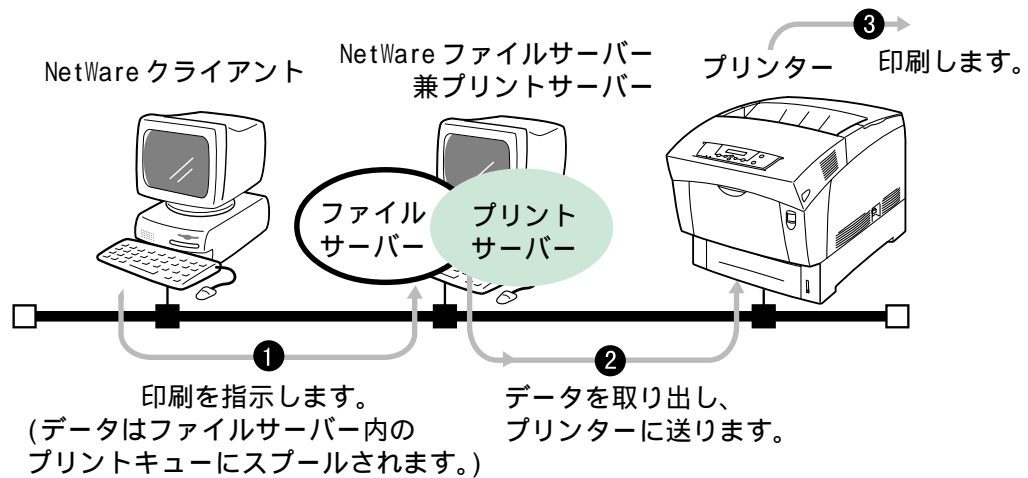 NetWare クライアント
NetWare ファイルサーバー
兼プリントサーバー
プリンター
❸
印刷します。
ファイル
サーバー
プリント
サーバー
❶
印刷を指示します。
(データはファイルサーバー内の
プリントキューにスプールされます。)
❷
データを取り出し、
プリンターに送ります。